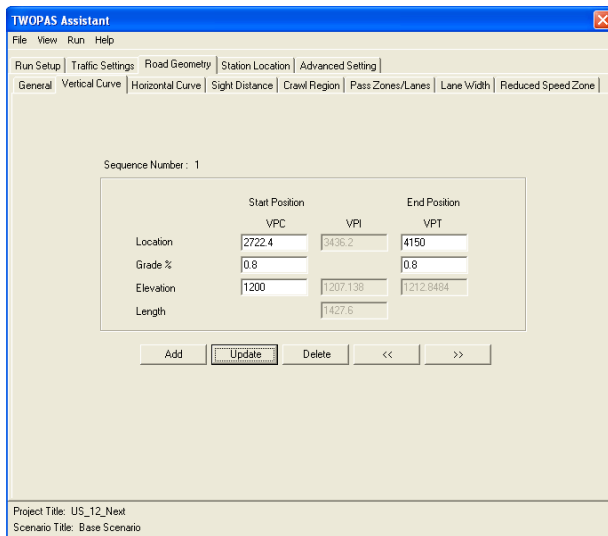 TWOPAS Assistant
File View Run Help
Run Setup Traffic Settings Road Geometry Station Location Advanced Setting
General Vertical Curve Horizontal Curve Sight Distance Crawl Region Pass Zones/Lanes Lane Width Reduced Speed Zone
Sequence Number : 1
Start Position End Position
VPC VPI VPT
Location 2722.4 3436.2 4150
Grade % 0.8 0.8
Elevation 1200 1207.138 1212.8484
Length 1427.6
Add Update Delete << >>
Project Title: US_12_Next
Scenario Title: Base Scenario